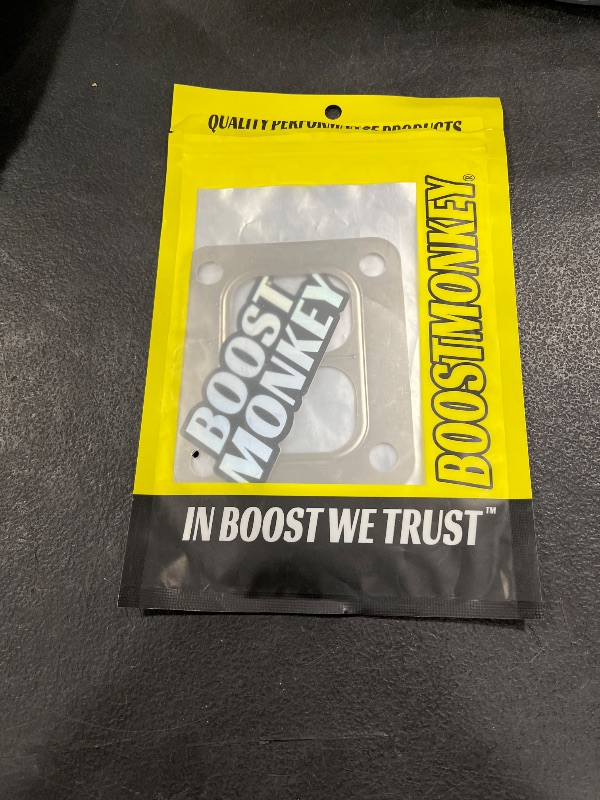 QUALITY PERFORMANCE PRODUCTS
BOOSTMONKEY®
BOOST
MONKEY
IN BOOST WE TRUST™